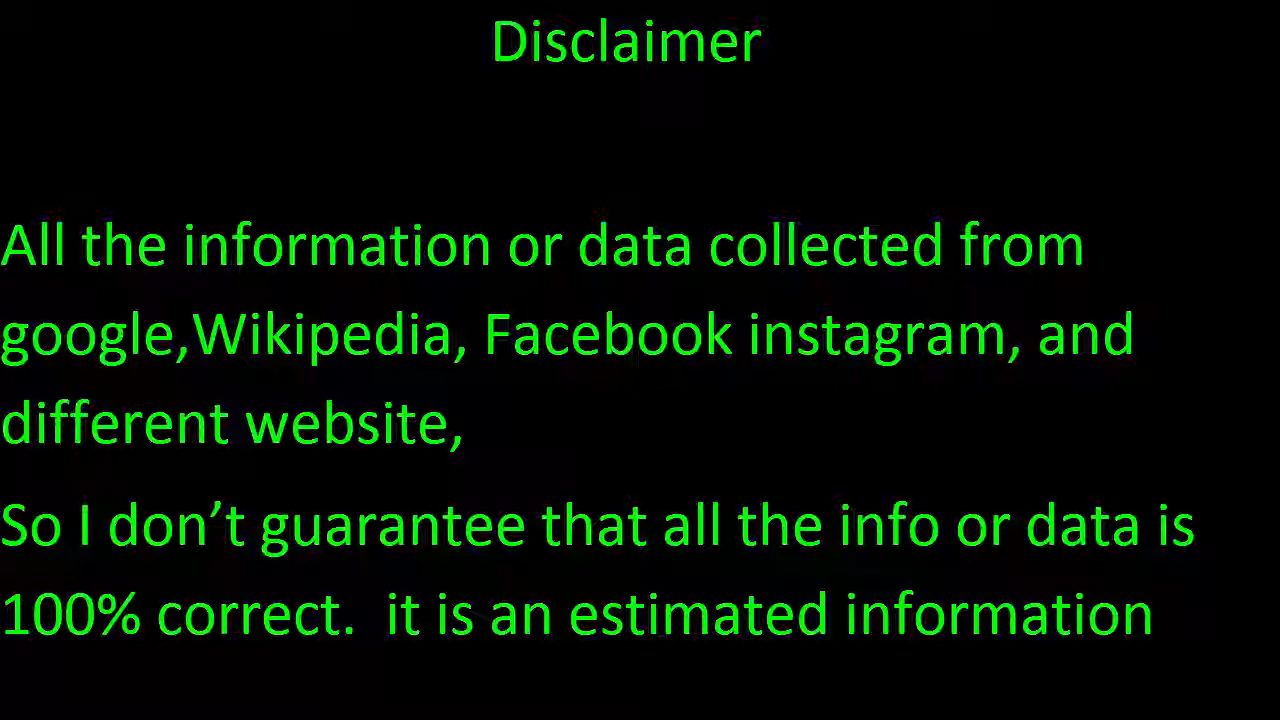 Disclaimer
All the information or data collected from
google,Wikipedia, Facebook instagram, and
different website,
So I don’t guarantee that all the info or data is
100% correct.  it is an estimated information